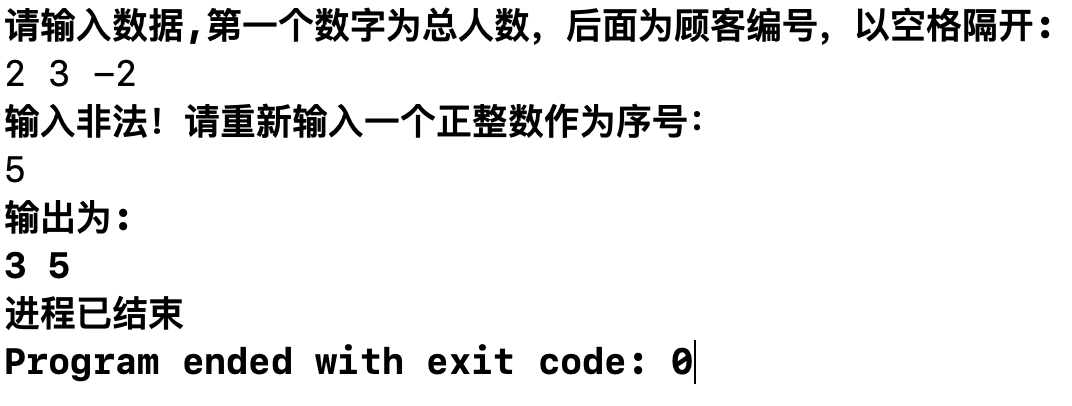 请输入数据,第一个数字为总人数，后面为顾客编号，以空格隔开:
2 3 −2
输入非法！请重新输入一个正整数作为序号：
5
输出为:
3 5
进程已结束
Program ended with exit code: 0